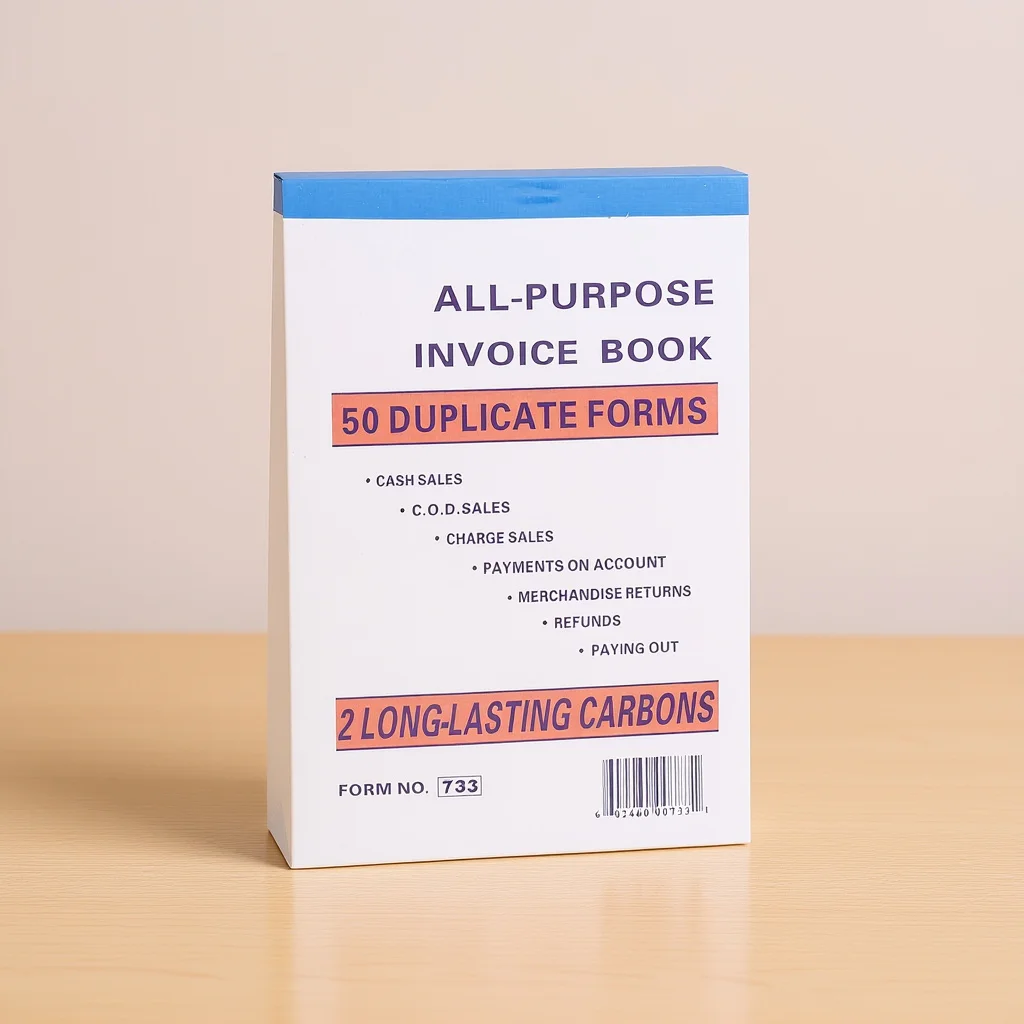 ALL-PURPOSE
INVOICE BOOK
50 DUPLICATE FORMS
• CASH SALES
• C.O.D.SALES
• CHARGE SALES
• PAYMENTS ON ACCOUNT
• MERCHANDISE RETURNS
• REFUNDS
• PAYING OUT
2 LONG-LASTING CARBONS
FORM NO. 733